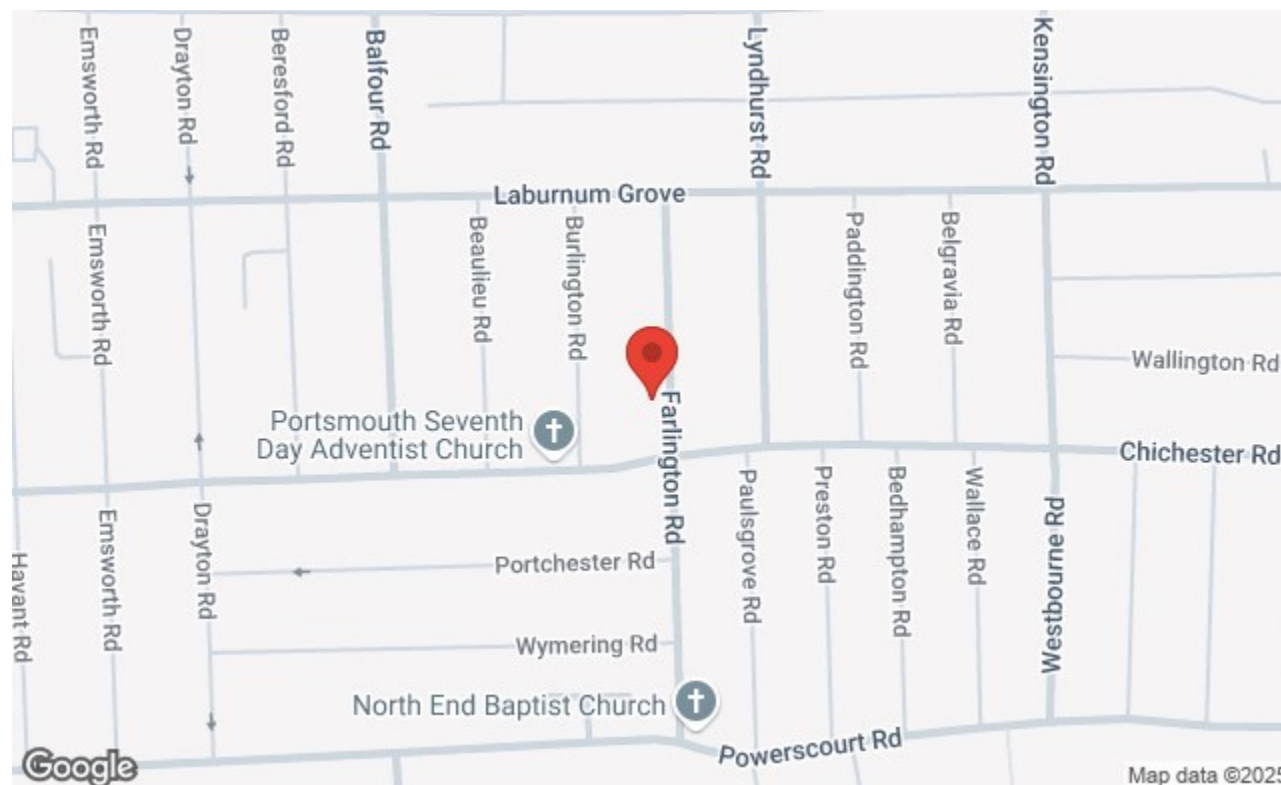 Emsworth Rd
Drayton Rd
Beresford Rd
Balfour Rd
Lyndhurst Rd
Kensington Rd
Laburnum Grove
Emsworth Rd
Beaulieu Rd
Burlington Rd
Paddington Rd
Belgravia Rd
Wallington Rd
Portsmouth Seventh
Day Adventist Church
Farlington Rd
Chichester Rd
Havant Rd
Emsworth Rd
Drayton Rd
Portchester Rd
Paulsgrove Rd
Preston Rd
Bedhampton Rd
Wallace Rd
Westbourne Rd
Wymering Rd
North End Baptist Church
Powerscourt Rd
Google
Map data ©2025